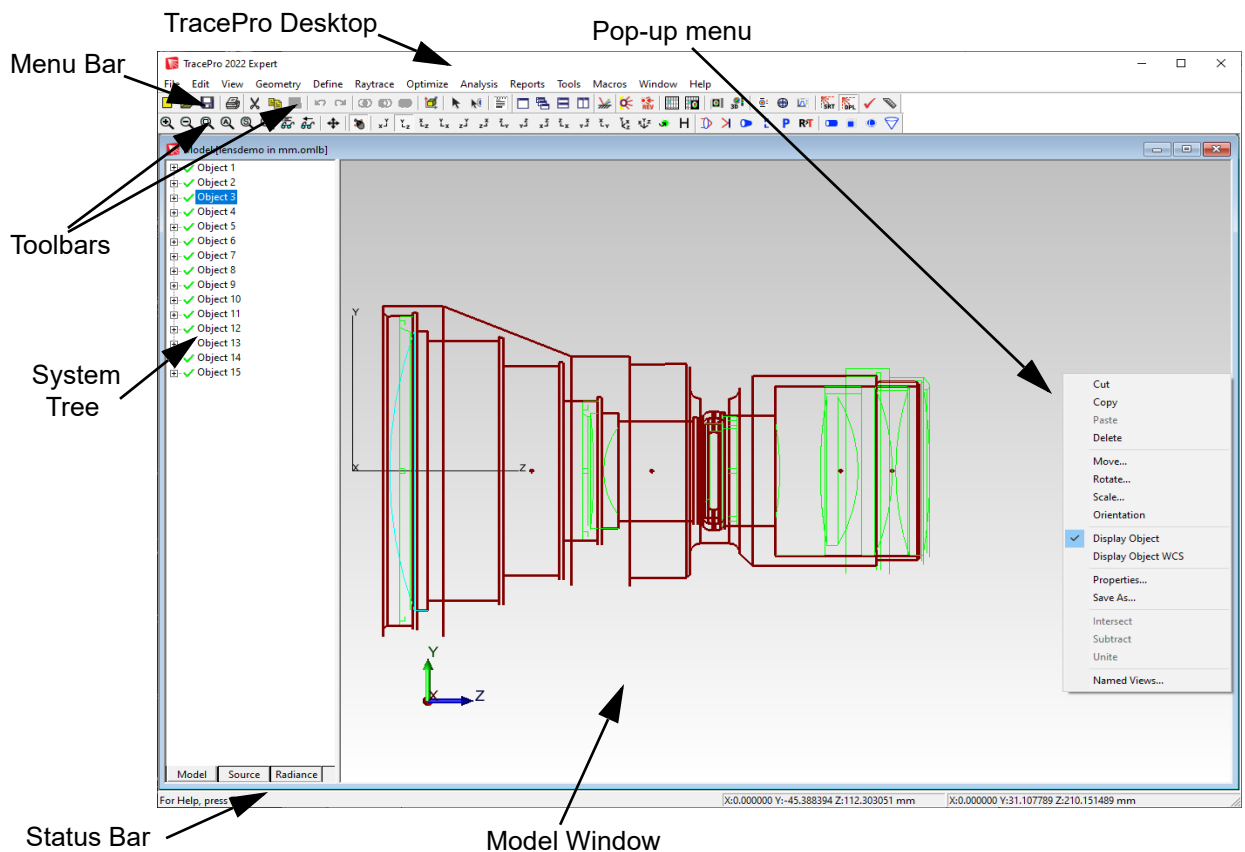 TracePro Desktop
Pop-up menu
Menu Bar
TracePro 2022 Expert
File Edit View Geometry Define Raytrace Optimize Analysis Reports Tools Macros Window Help
REV 3D SRT DPL
Model:[lensdemo in mm.omlb]
Object 1
Object 2
Object 3
Object 4
Object 5
Object 6
Object 7
Object 8
Object 9
Object 10
Object 11
Object 12
Object 13
Object 14
Object 15
Toolbars
System
Tree
Y
X
Z
Y
X
Z
Cut
Copy
Paste
Delete
Move...
Rotate...
Scale...
Orientation
Display Object
Display Object WCS
Properties...
Save As...
Intersect
Subtract
Unite
Named Views...
Model Source Radiance
For Help, press
X:0.000000 Y:-45.388394 Z:112.303051 mm
X:0.000000 Y:31.107789 Z:210.151489 mm
Status Bar
Model Window